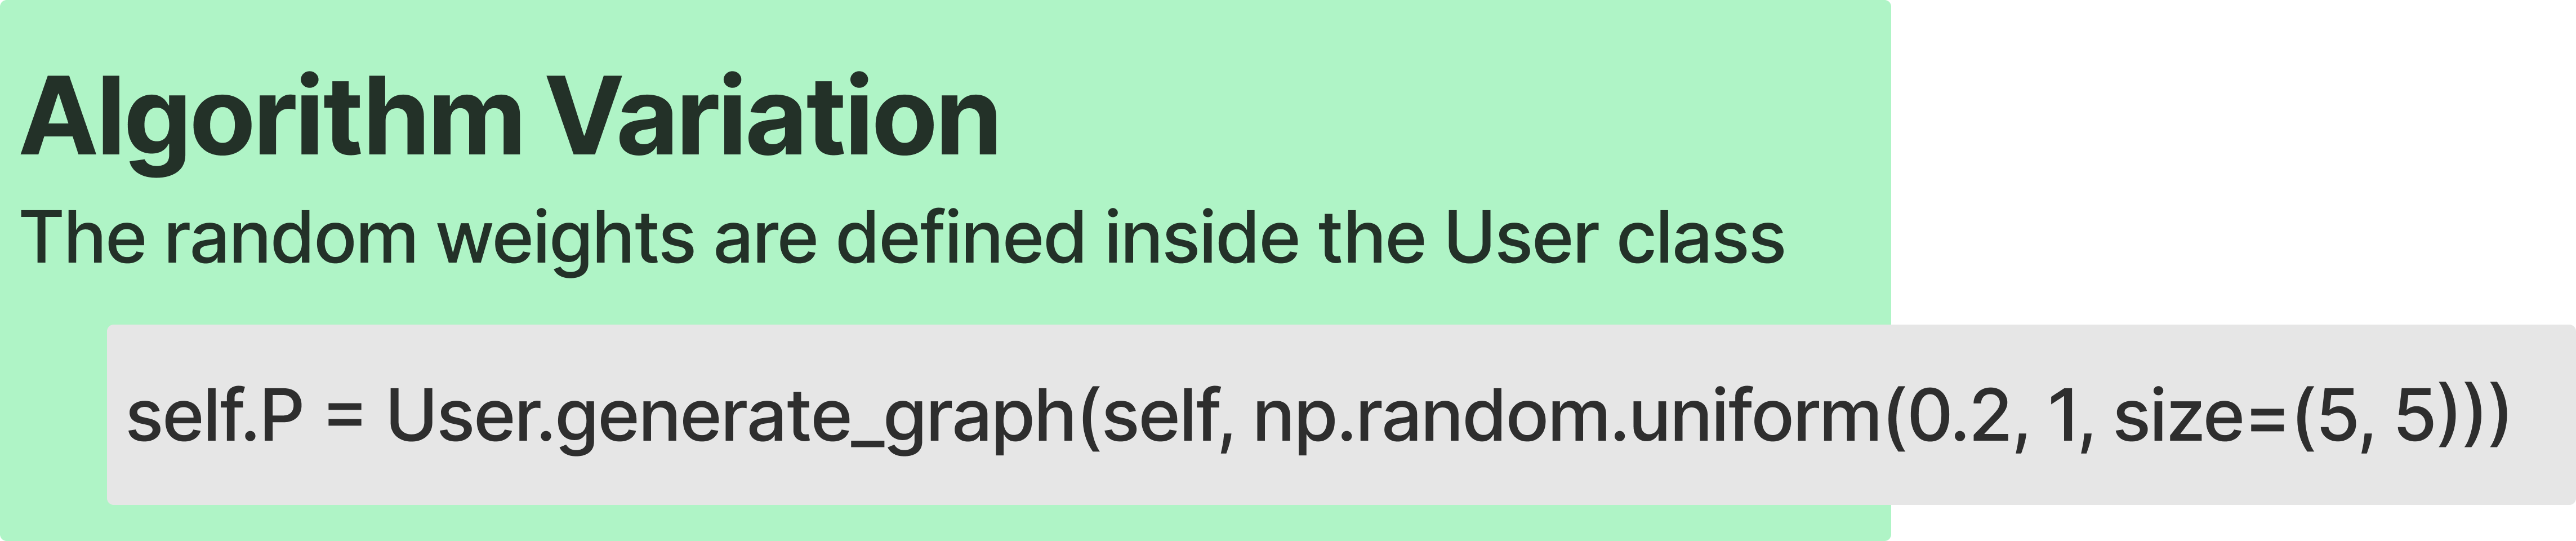 Algorithm Variation
The random weights are defined inside the User class
self.P = User.generate_graph(self, np.random.uniform(0.2, 1, size=(5, 5)))